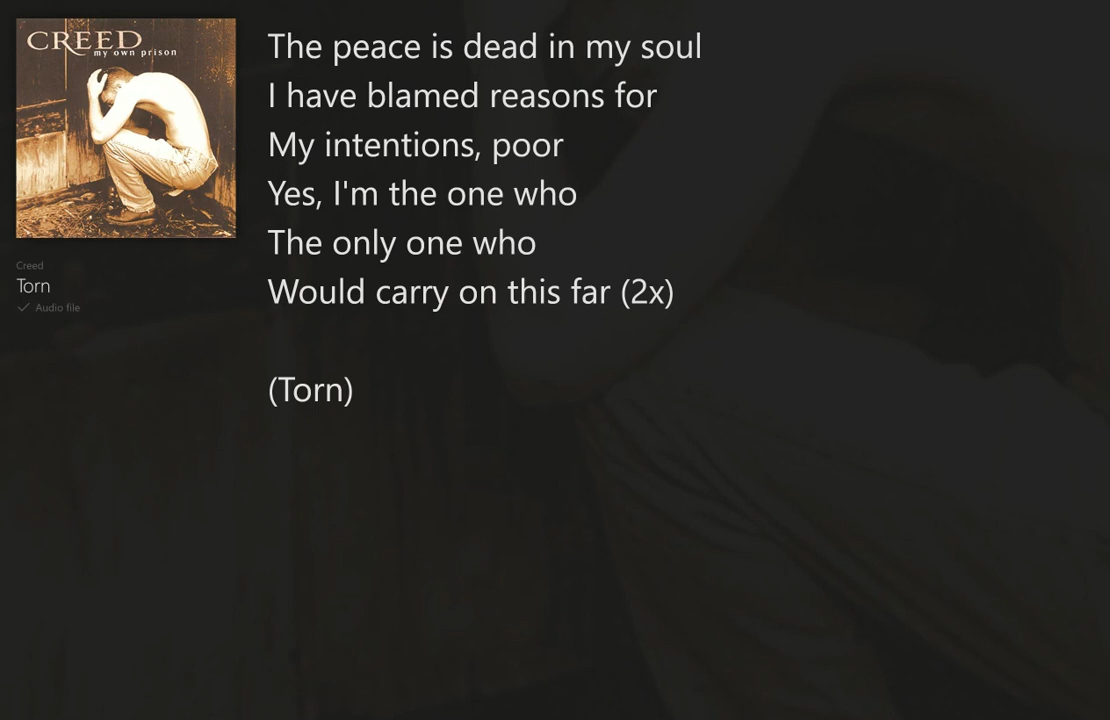 CREED
my own prison
Creed
Torn
Audio file
The peace is dead in my soul
I have blamed reasons for
My intentions, poor
Yes, I'm the one who
The only one who
Would carry on this far (2x)
(Torn)